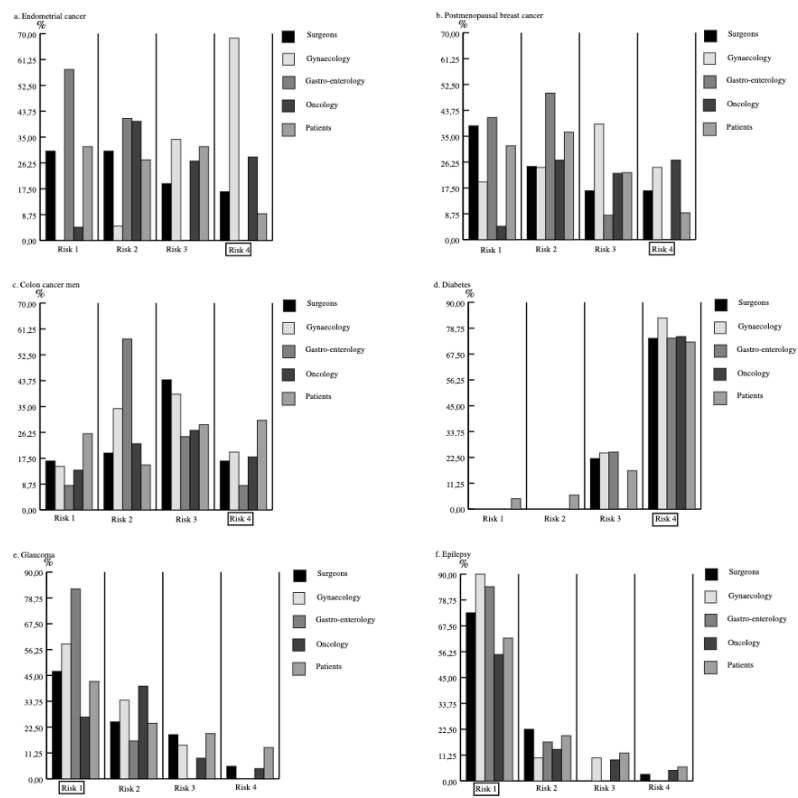 a. Endometrial cancer
%
70,00
61,25
52,50
43,75
35,00
26,25
17,50
8,75
0,00
Risk 1
Risk 2
Risk 3
Risk 4
Surgeons
Gynaecology
Gastro-enterology
Oncology
Patients
b. Postmenopausal breast cancer
%
70,00
61,25
52,50
43,75
35,00
26,25
17,50
8,75
0,00
Risk 1
Risk 2
Risk 3
Risk 4
Surgeons
Gynaecology
Gastro-enterology
Oncology
Patients
c. Colon cancer men
%
70,00
61,25
52,50
43,75
35,00
26,25
17,50
8,75
0,00
Risk 1
Risk 2
Risk 3
Risk 4
Surgeons
Gynaecology
Gastro-enterology
Oncology
Patients
d. Diabetes
%
90,00
78,75
67,50
56,25
45,00
33,75
22,50
11,25
0,00
Risk 1
Risk 2
Risk 3
Risk 4
Surgeons
Gynaecology
Gastro-enterology
Oncology
Patients
e. Glaucoma
%
90,00
78,75
67,50
56,25
45,00
33,75
22,50
11,25
0,00
Risk 1
Risk 2
Risk 3
Risk 4
Surgeons
Gynaecology
Gastro-enterology
Oncology
Patients
f. Epilepsy
%
90,00
78,75
67,50
56,25
45,00
33,75
22,50
11,25
0,00
Risk 1
Risk 2
Risk 3
Risk 4
Surgeons
Gynaecology
Gastro-enterology
Oncology
Patients